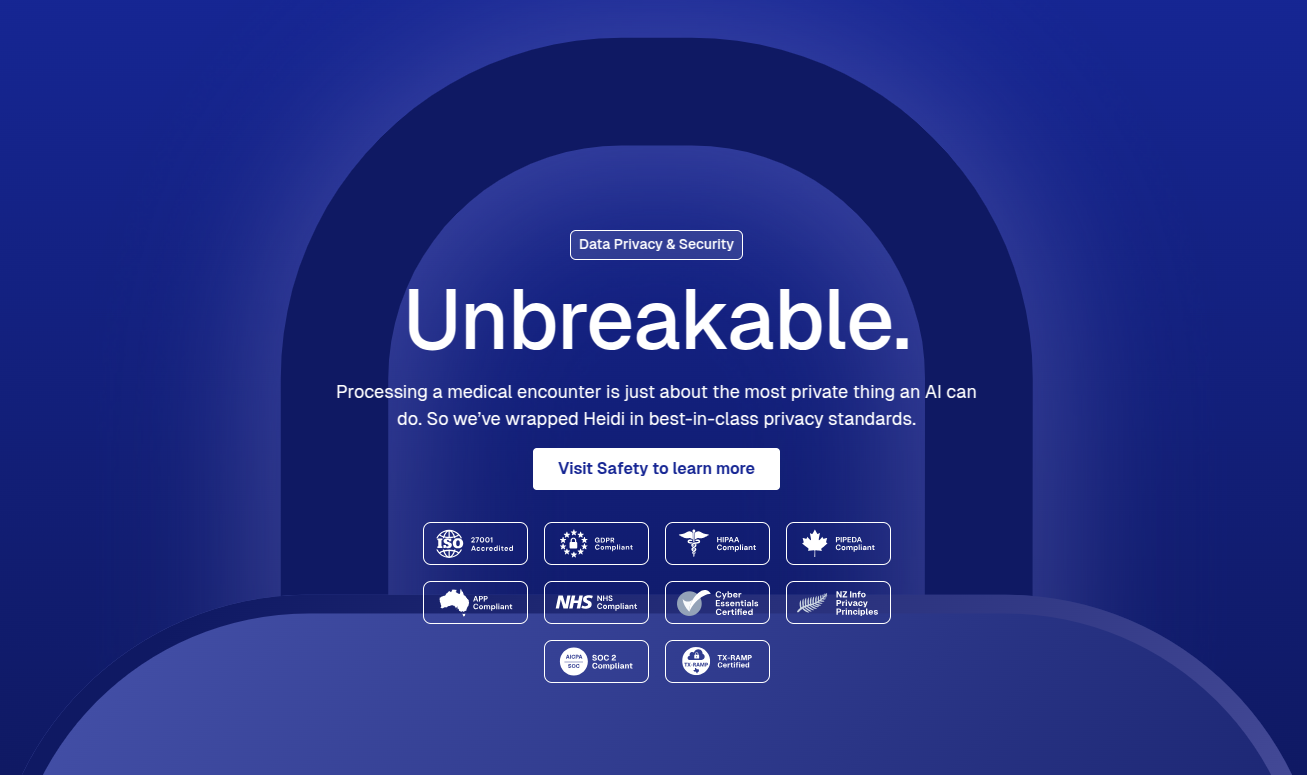 Data Privacy & Security
Unbreakable.
Processing a medical encounter is just about the most private thing an AI can
do. So we’ve wrapped Heidi in best-in-class privacy standards.
Visit Safety to learn more
ISO
27001
Accredited
GDPR
Compliant
HIPAA
Compliant
PIPEDA
Compliant
APP
Compliant
NHS
NHS
Compliant
Cyber
Essentials
Certified
NZ Info
Privacy
Principles
AICPA
SOC
SOC 2
Compliant
TX-RAMP
TX-RAMP
Certified